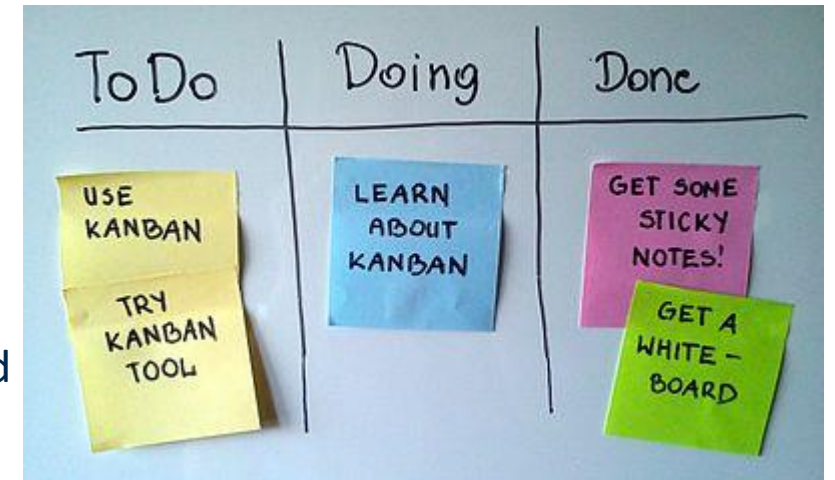 To Do
Doing
Done
USE
KANBAN
TRY
KANBAN
TOOL
LEARN
ABOUT
KANBAN
GET SOME
STICKY
NOTES!
GET A
WHITE-
BOARD
d